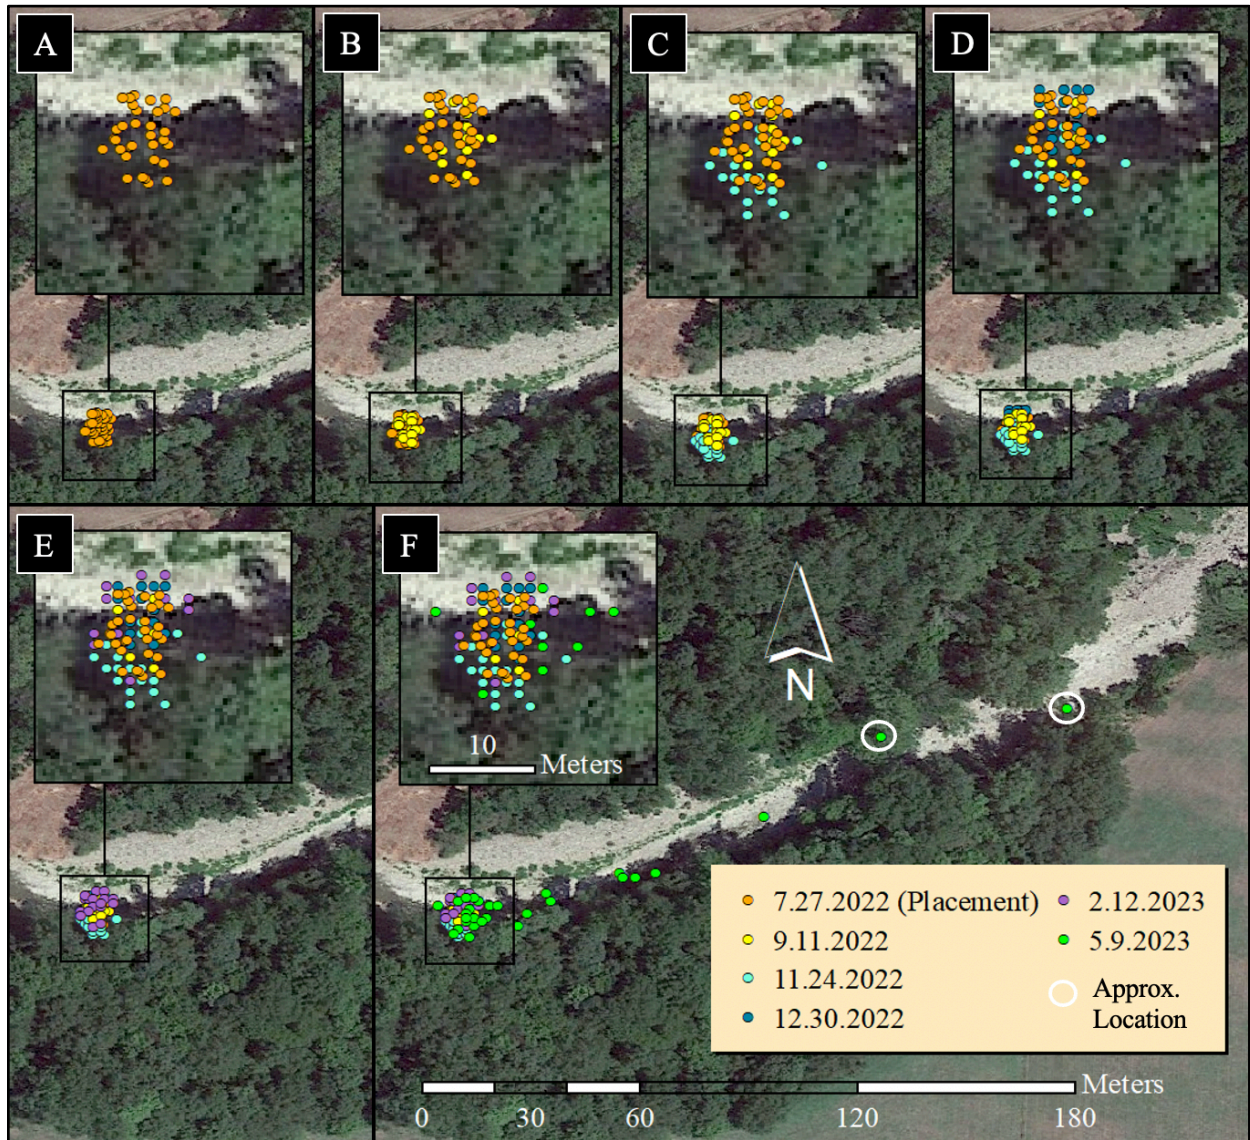 A
B
C
D
E
F
10
Meters
N
7.27.2022 (Placement)
9.11.2022
11.24.2022
12.30.2022
2.12.2023
5.9.2023
Approx.
Location
Meters
0 30 60 120 180